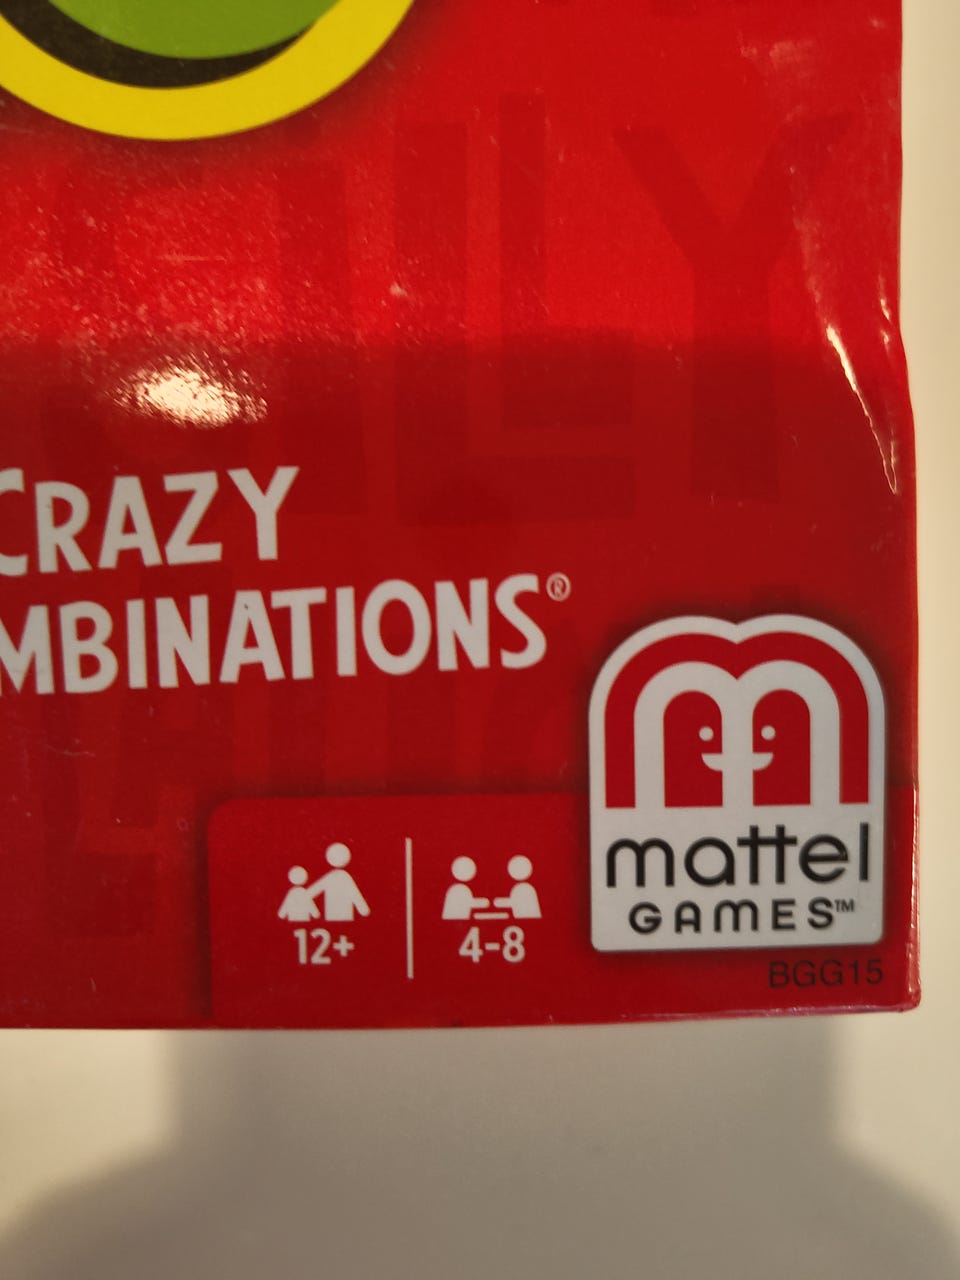 CRAZY
MBINATIONS®
mattel
GAMES™
12+
4-8
BGG15